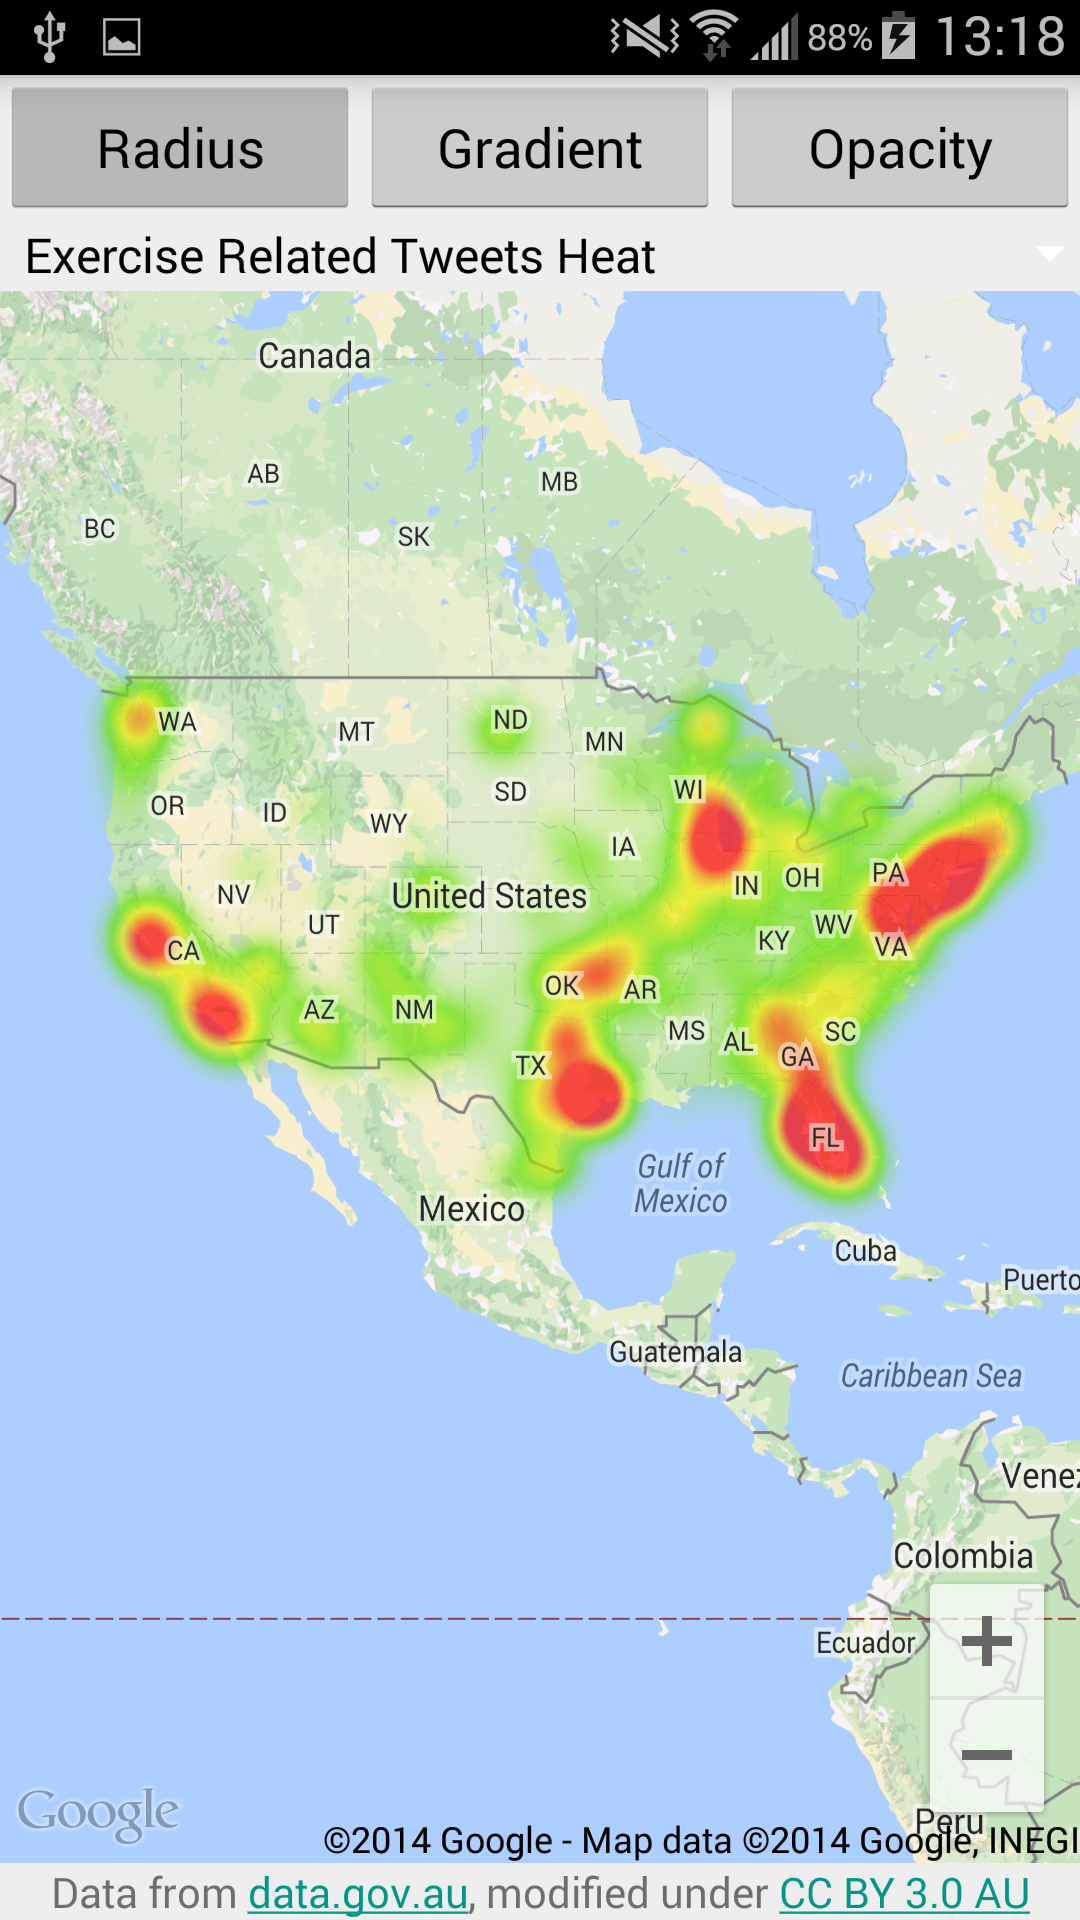 88% 13:18
Radius Gradient Opacity
Exercise Related Tweets Heat
Canada
AB
MB
BC
SK
WA
ND
MT
MN
WI
SD
OR
ID
WY
IA
PA
OH
IN
United States
NV
UT
WV
KY
VA
CA
OK
AR
AZ
NM
MS
AL
SC
GA
TX
FL
Gulf of
Mexico
Mexico
Cuba
Puerto
Guatemala
Caribbean Sea
Venez
Colombia
Ecuador
+
−
Peru
Google
©2014 Google - Map data ©2014 Google, INEGI
Data from data.gov.au, modified under CC BY 3.0 AU